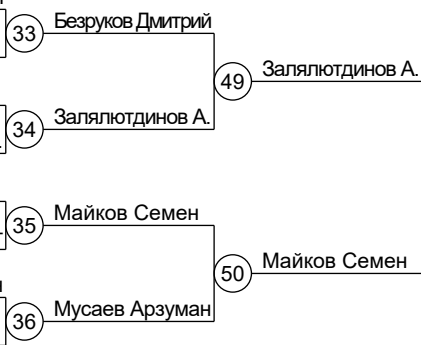 33 Безруков Дмитрий
49 Залялютдинов А.
34 Залялютдинов А.
35 Майков Семен
50 Майков Семен
36 Мусаев Арзуман